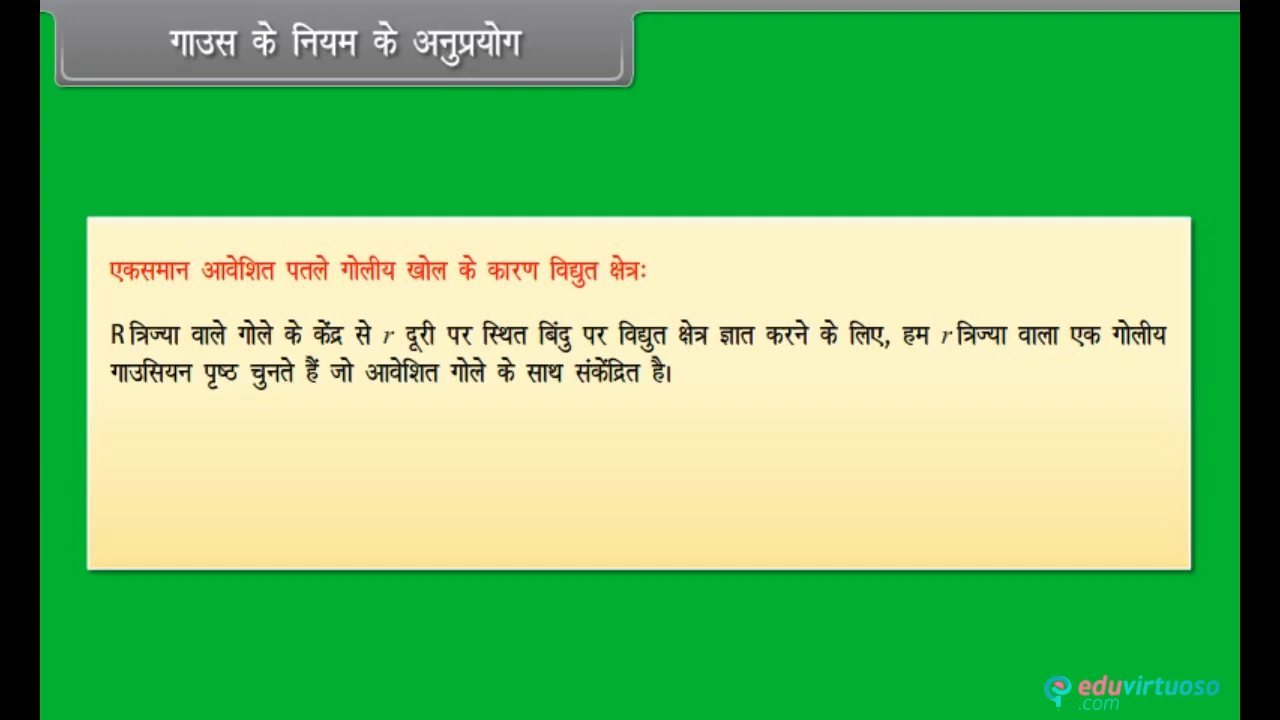 गाउस के नियम के अनुप्रयोग
एकसमान आवेशित पतले गोलीय खोल के कारण विद्युत क्षेत्र:
R त्रिज्या वाले गोले के केंद्र से r दूरी पर स्थित बिंदु पर विद्युत क्षेत्र ज्ञात करने के लिए, हम r त्रिज्या वाला एक गोलीय
गाउसियन पृष्ठ चुनते हैं जो आवेशित गोले के साथ संकेंद्रित है।
eduvirtuoso
.com